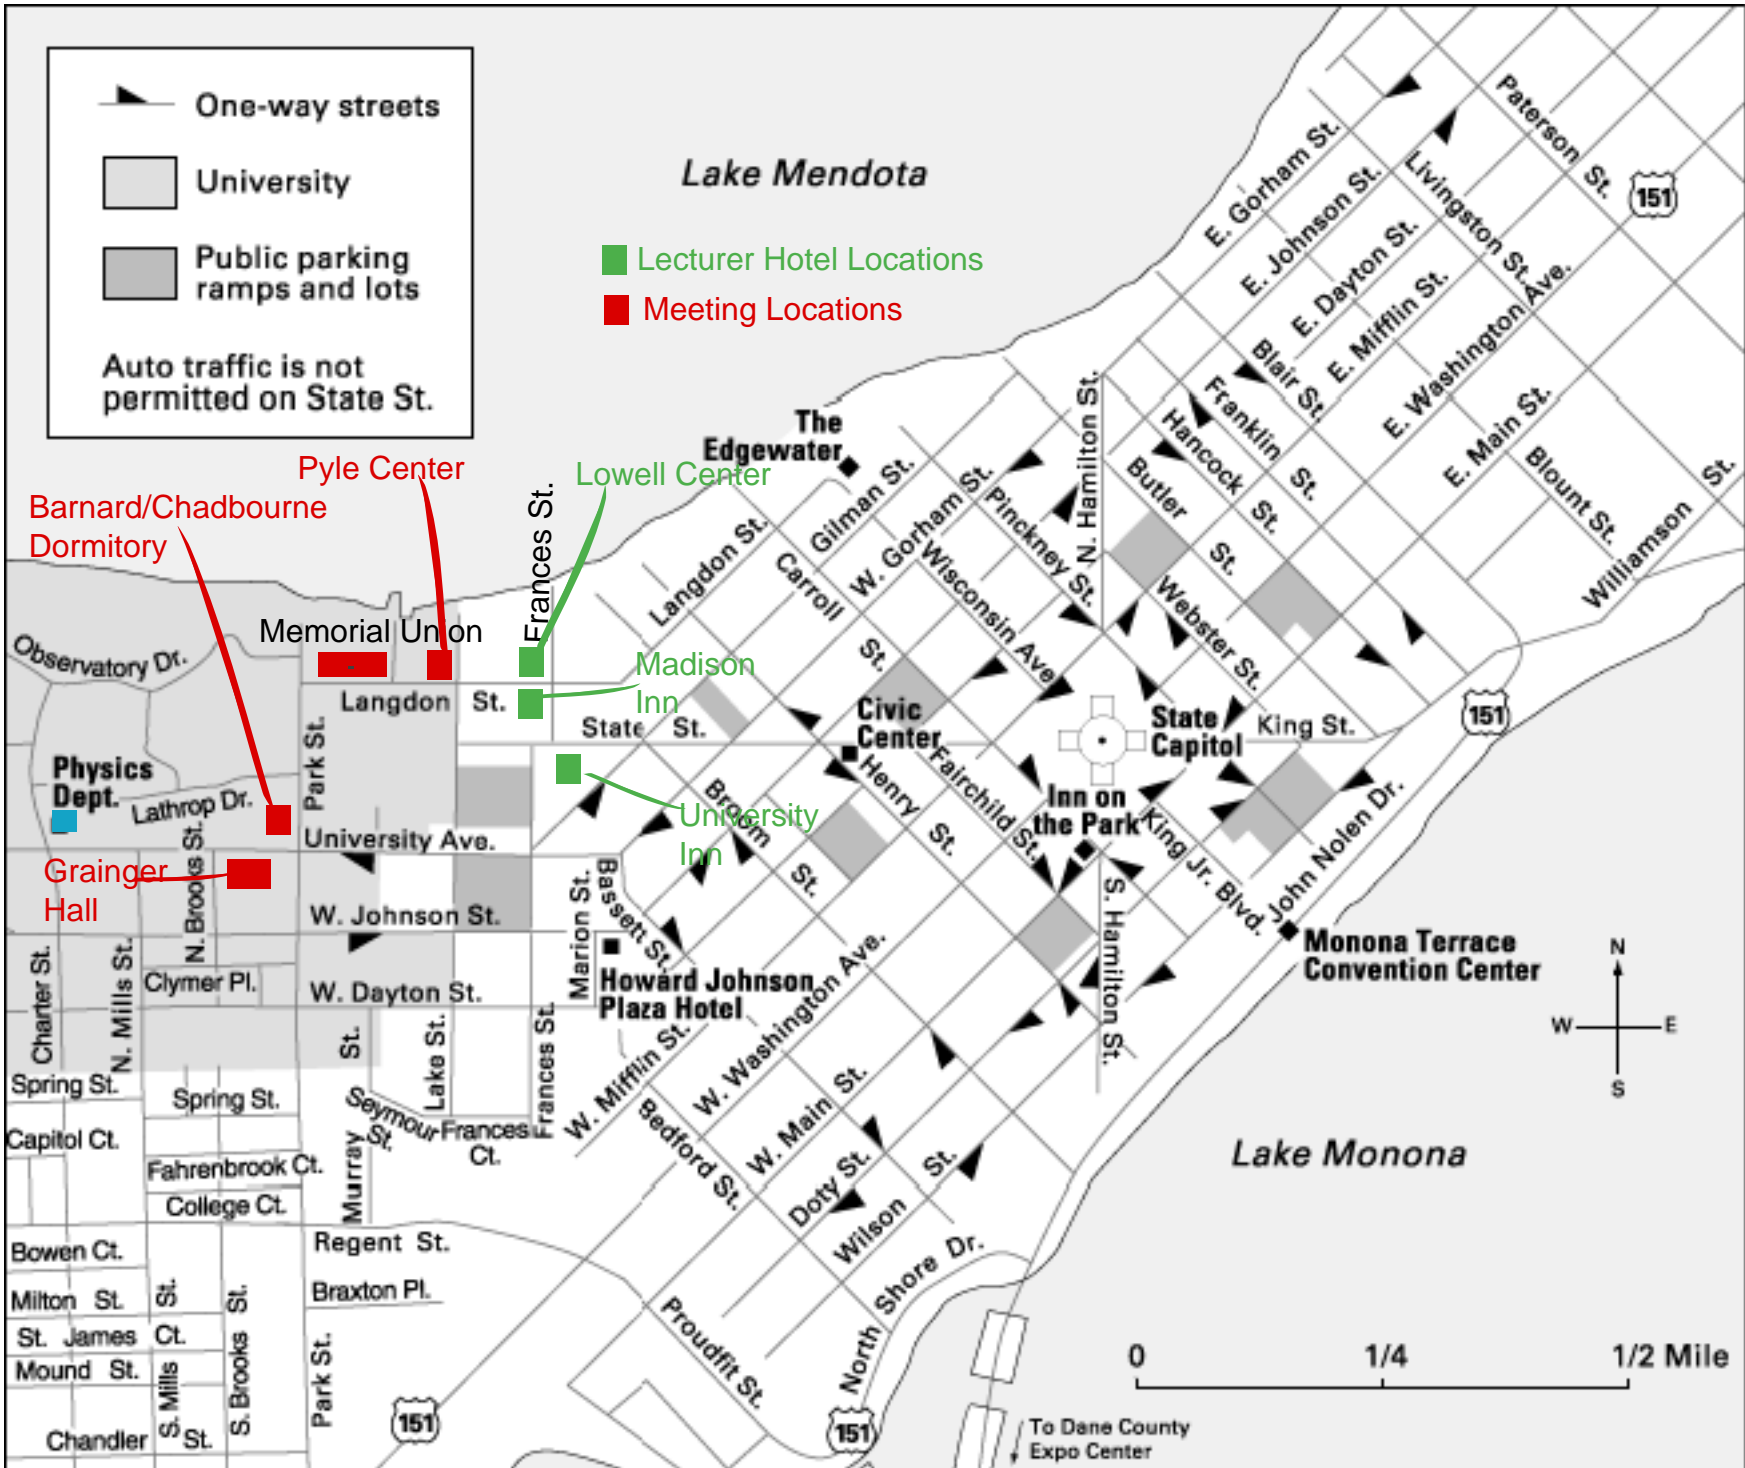 One-way streets
University
Public parking
ramps and lots
Auto traffic is not
permitted on State St.
Lake Mendota
Lecturer Hotel Locations
Meeting Locations
Paterson St.
151
E. Gorham St.
Livingston St.
E. Johnson St.
E. Dayton St.
E. Mifflin St.
E. Washington Ave.
Blair St.
Franklin St.
E. Main St.
Hancock St.
Butler St.
Blount St.
Williamson St.
N. Hamilton St.
The
Edgewater
Pyle Center
Lowell Center
Barnard/Chadbourne
Dormitory
Frances St.
Langdon St.
Gilman St.
W. Gorham St.
Pinckney St.
Carroll St.
Wisconsin Ave.
Webster St.
Memorial Union
Observatory Dr.
Madison
Inn
Langdon St.
State St.
Civic
Center
State
Capitol
King St.
151
Physics
Dept.
Lathrop Dr.
Park St.
University Ave.
University
Inn
Broom St.
Henry St.
Fairchild St.
Inn on
the Park
King Jr. Blvd.
John Nolen Dr.
Grainger
Hall
N. Brooks St.
W. Johnson St.
Marion St.
Bassett St.
S. Hamilton St.
Monona Terrace
Convention Center
Howard Johnson
Plaza Hotel
Charter St.
N. Mills St.
Clymer Pl.
W. Dayton St.
Lake St.
Frances St.
W. Mifflin St.
W. Washington Ave.
W. Main St.
N
W E
S
Spring St.
Spring St.
Seymour St.
Frances
Ct.
Murray St.
Bedford St.
Doty St.
Wilson St.
Lake Monona
Capitol Ct.
Fahrenbrook Ct.
College Ct.
Bowen Ct.
Regent St.
Braxton Pl.
Milton St.
St. James Ct.
Mound St.
Chandler St.
S. Mills St.
S. Brooks St.
Park St.
151
Proudfit St.
North Shore Dr.
151
0 1/4 1/2 Mile
To Dane County
Expo Center